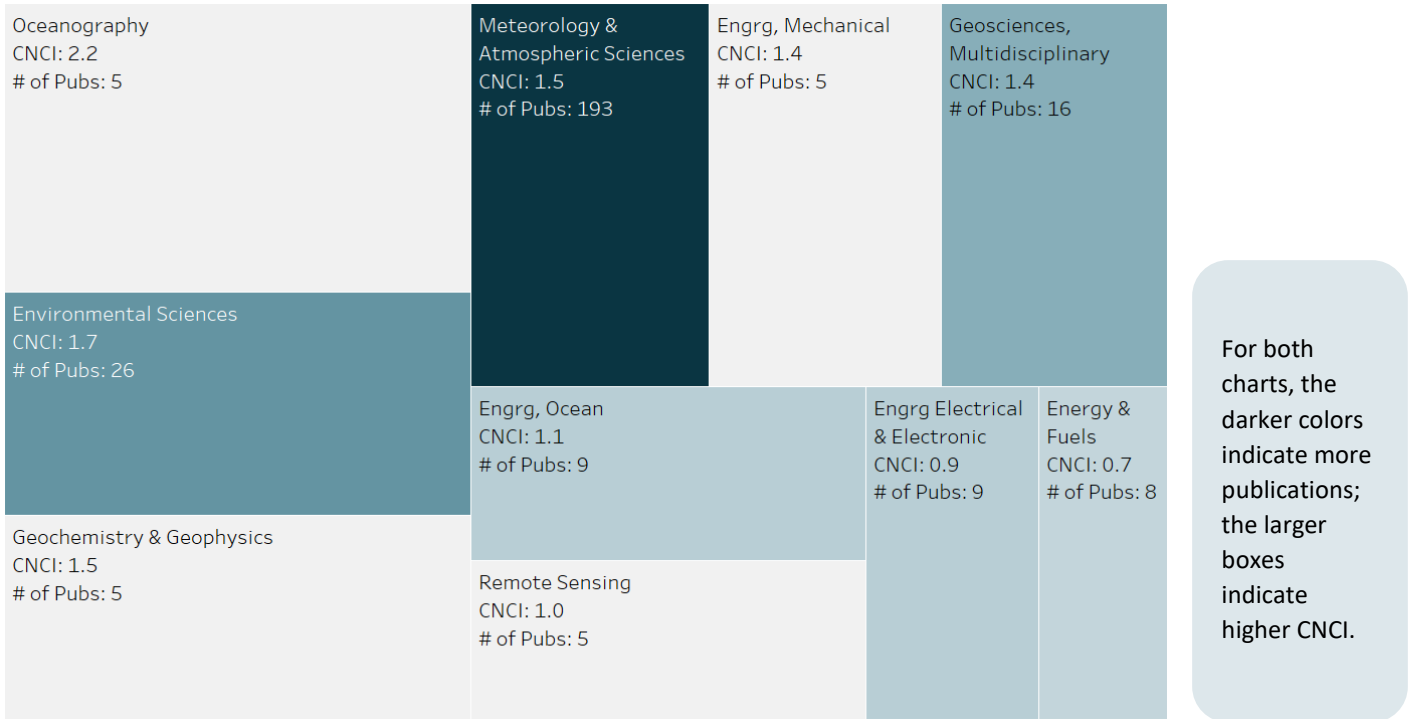 Oceanography
CNCI: 2.2
# of Pubs: 5
Meteorology &
Atmospheric Sciences
CNCI: 1.5
# of Pubs: 193
Engrg, Mechanical
CNCI: 1.4
# of Pubs: 5
Geosciences,
Multidisciplinary
CNCI: 1.4
# of Pubs: 16
Environmental Sciences
CNCI: 1.7
# of Pubs: 26
Geochemistry & Geophysics
CNCI: 1.5
# of Pubs: 5
Engrg, Ocean
CNCI: 1.1
# of Pubs: 9
Remote Sensing
CNCI: 1.0
# of Pubs: 5
Engrg Electrical
& Electronic
CNCI: 0.9
# of Pubs: 9
Energy &
Fuels
CNCI: 0.7
# of Pubs: 8
For both
charts, the
darker colors
indicate more
publications;
the larger
boxes
indicate
higher CNCI.